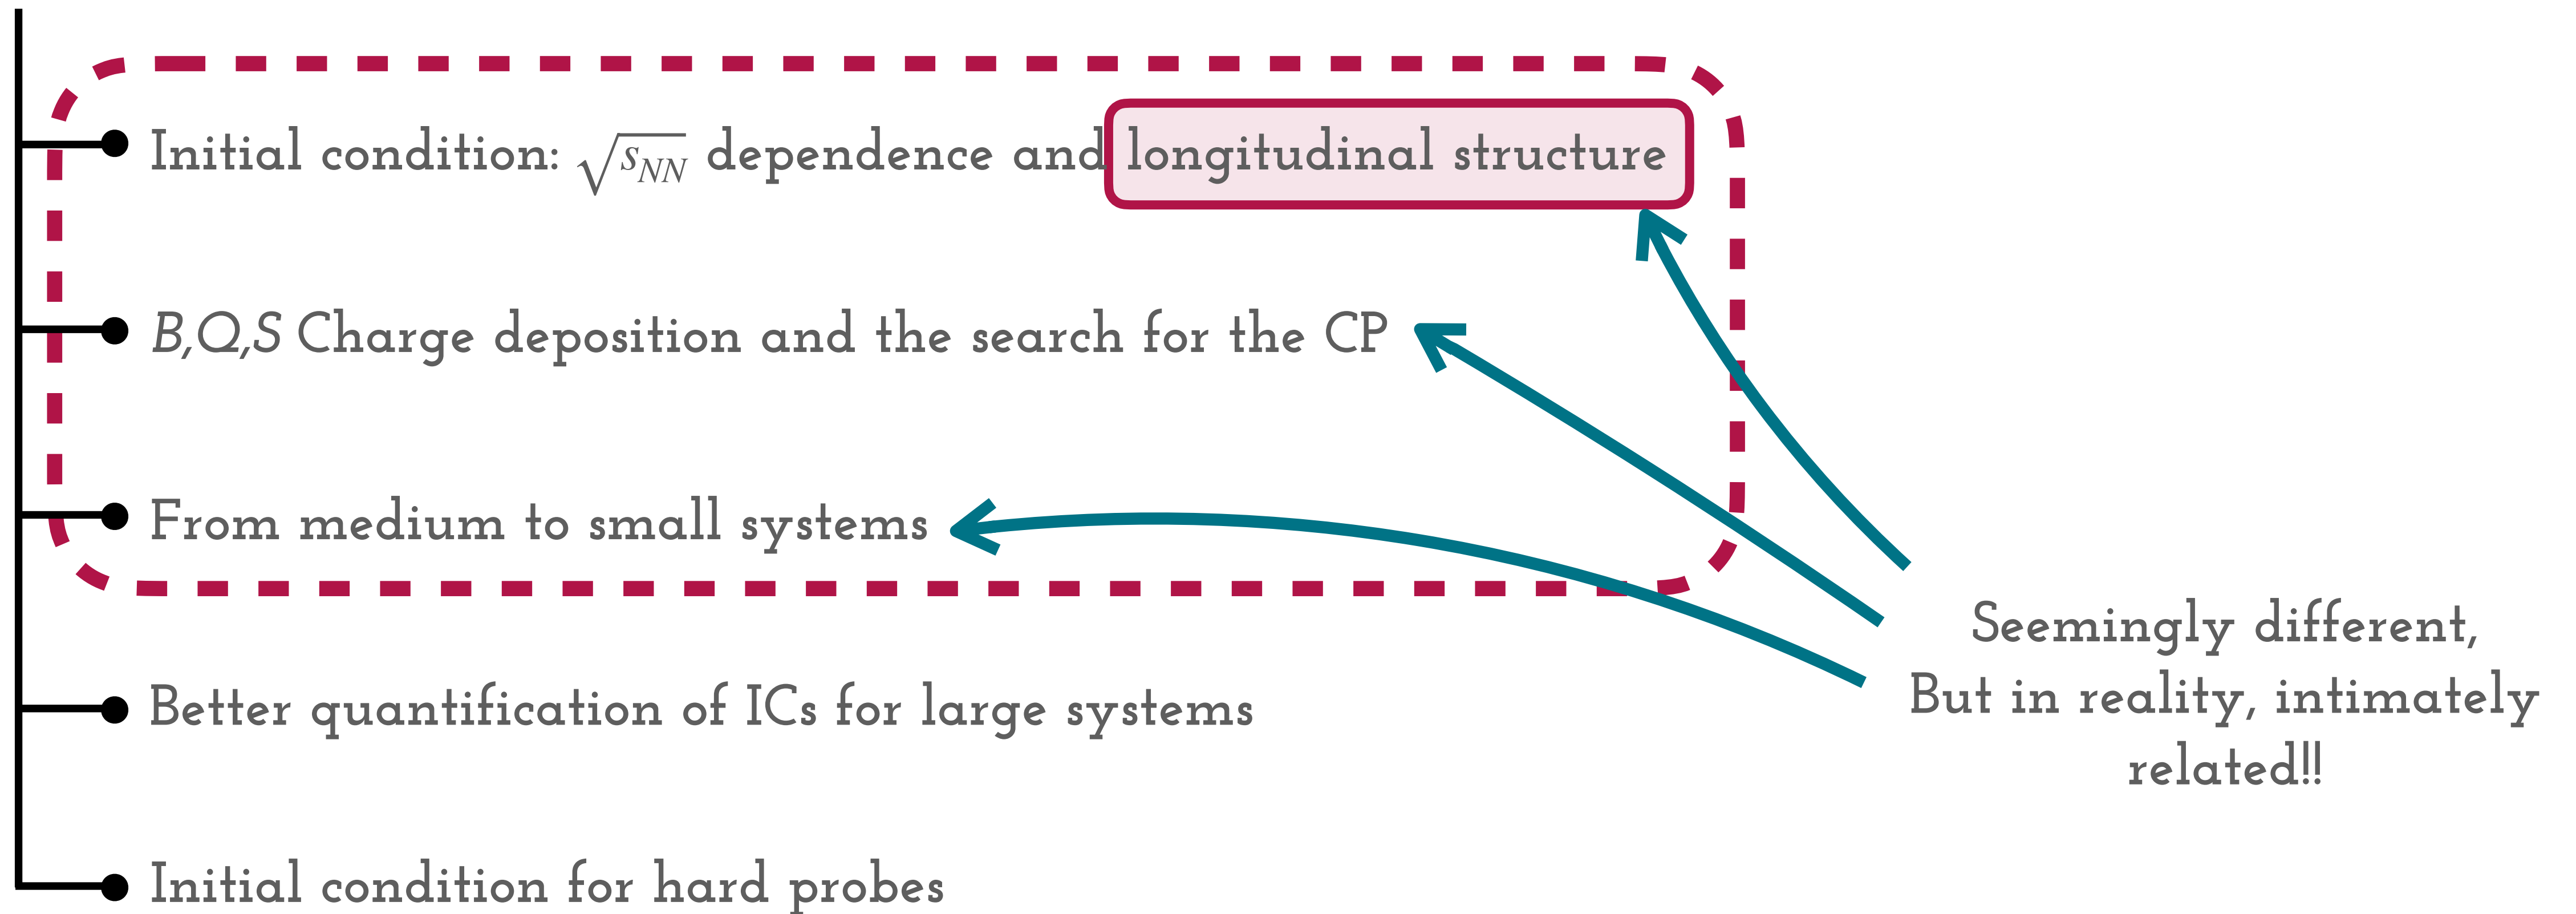 Initial condition: √s_NN dependence and longitudinal structure
B,Q,S Charge deposition and the search for the CP
From medium to small systems
Better quantification of ICs for large systems
Initial condition for hard probes
Seemingly different,
But in reality, intimately
related!!